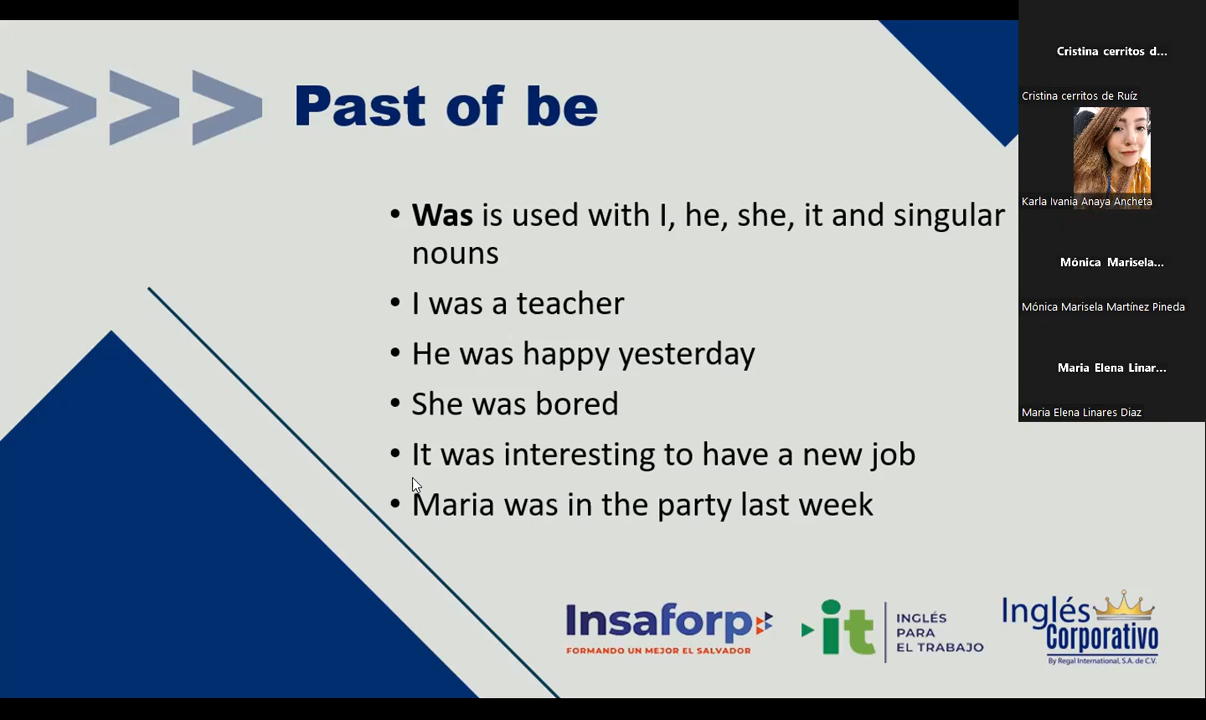 Past of be
• Was is used with I, he, she, it and singular
nouns
• I was a teacher
• He was happy yesterday
• She was bored
• It was interesting to have a new job
• Maria was in the party last week
Insaforp
FORMANDO UN MEJOR EL SALVADOR
it
INGLÉS
PARA
EL TRABAJO
Inglés
Corporativo
By Regal International, S.A. de C.V.
Cristina cerritos d...
Cristina cerritos de Ruíz
Karla Ivania Anaya Ancheta
Mónica Marisela...
Mónica Marisela Martínez Pineda
Maria Elena Linar...
Maria Elena Linares Diaz